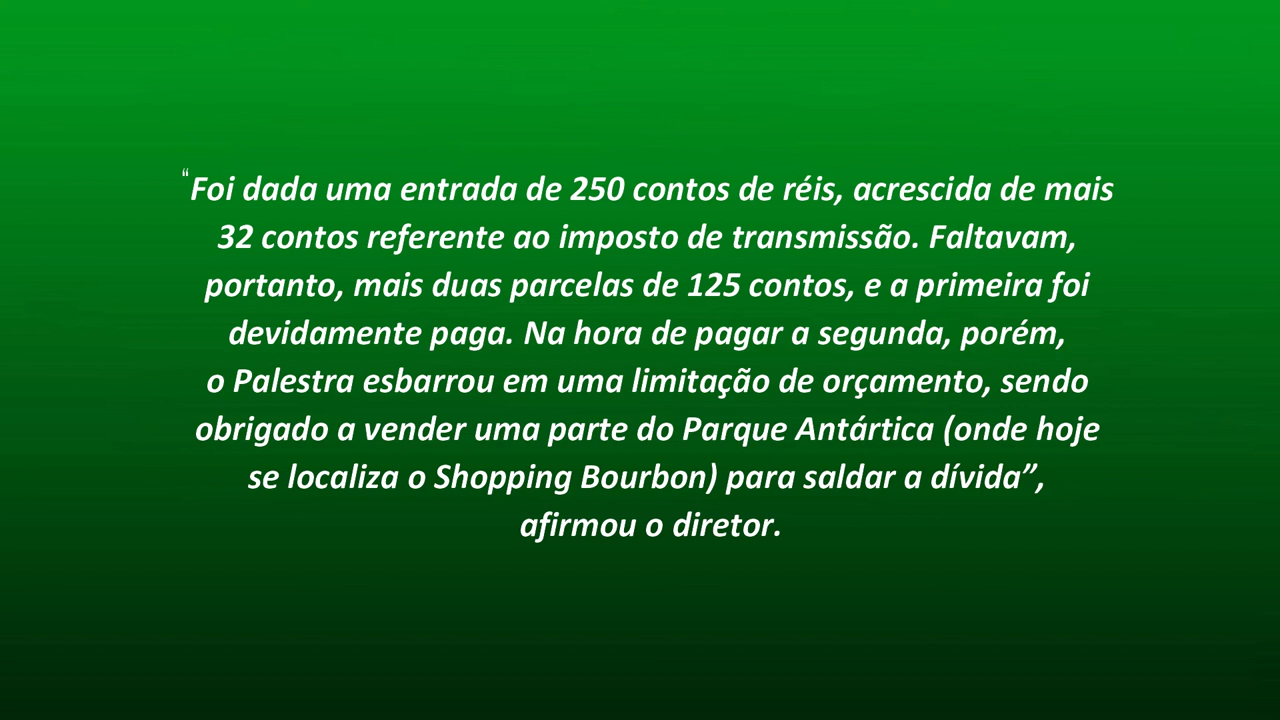 “Foi dada uma entrada de 250 contos de réis, acrescida de mais
32 contos referente ao imposto de transmissão. Faltavam,
portanto, mais duas parcelas de 125 contos, e a primeira foi
devidamente paga. Na hora de pagar a segunda, porém,
o Palestra esbarrou em uma limitação de orçamento, sendo
obrigado a vender uma parte do Parque Antártica (onde hoje
se localiza o Shopping Bourbon) para saldar a dívida”,
afirmou o diretor.